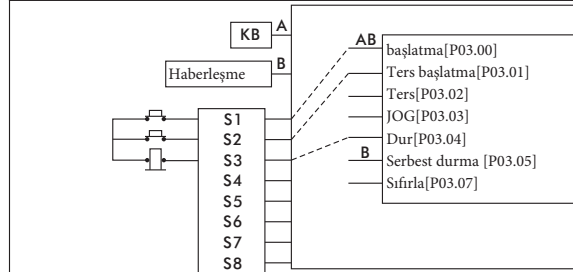 KB A
Haberleşme B
S1
S2
S3
S4
S5
S6
S7
S8
AB başlatma[P03.00]
Ters başlatma[P03.01]
Ters[P03.02]
JOG[P03.03]
Dur[P03.04]
B Serbest durma [P03.05]
Sıfırla[P03.07]